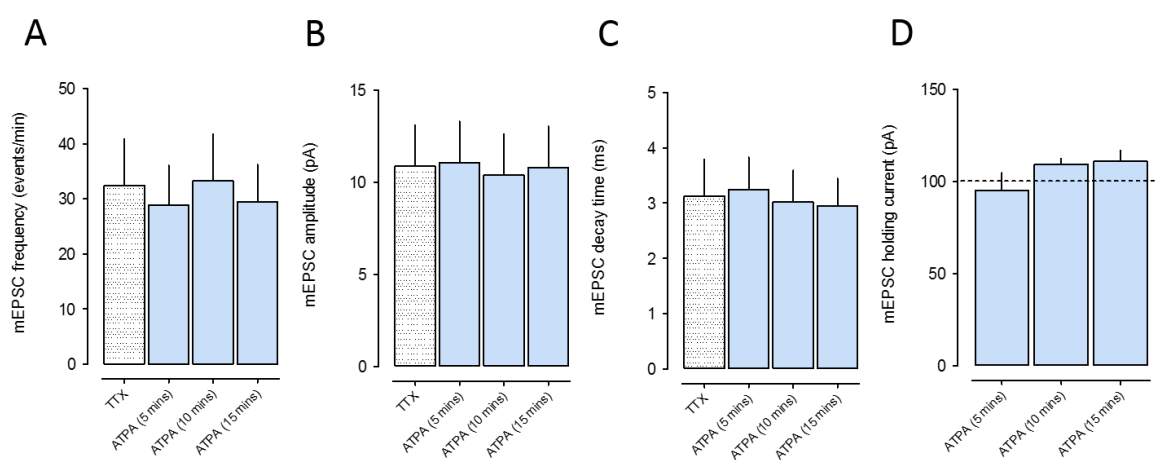 A
B
C
D
mEPSC frequency (events/min)
50
40
30
20
10
0
TTX
ATPA (5 mins)
ATPA (10 mins)
ATPA (15 mins)
mEPSC amplitude (pA)
15
10
5
0
TTX
ATPA (5 mins)
ATPA (10 mins)
ATPA (15 mins)
mEPSC decay time (ms)
5
4
3
2
1
0
TTX
ATPA (5 mins)
ATPA (10 mins)
ATPA (15 mins)
mEPSC holding current (pA)
150
100
50
0
ATPA (5 mins)
ATPA (10 mins)
ATPA (15 mins)